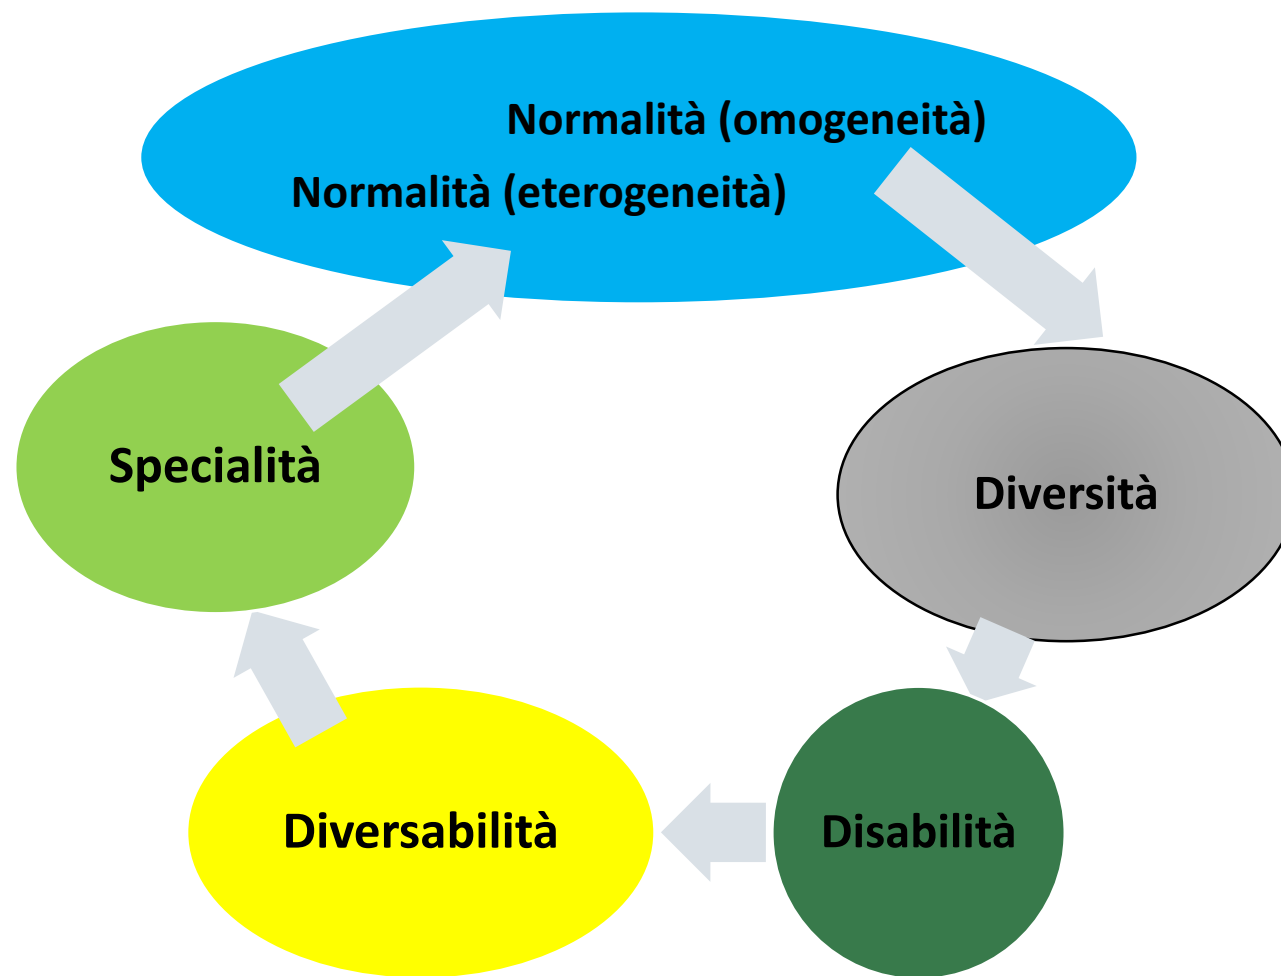 Normalità (omogeneità)
Normalità (eterogeneità)
Specialità
Diversità
Diversabilità
Disabilità